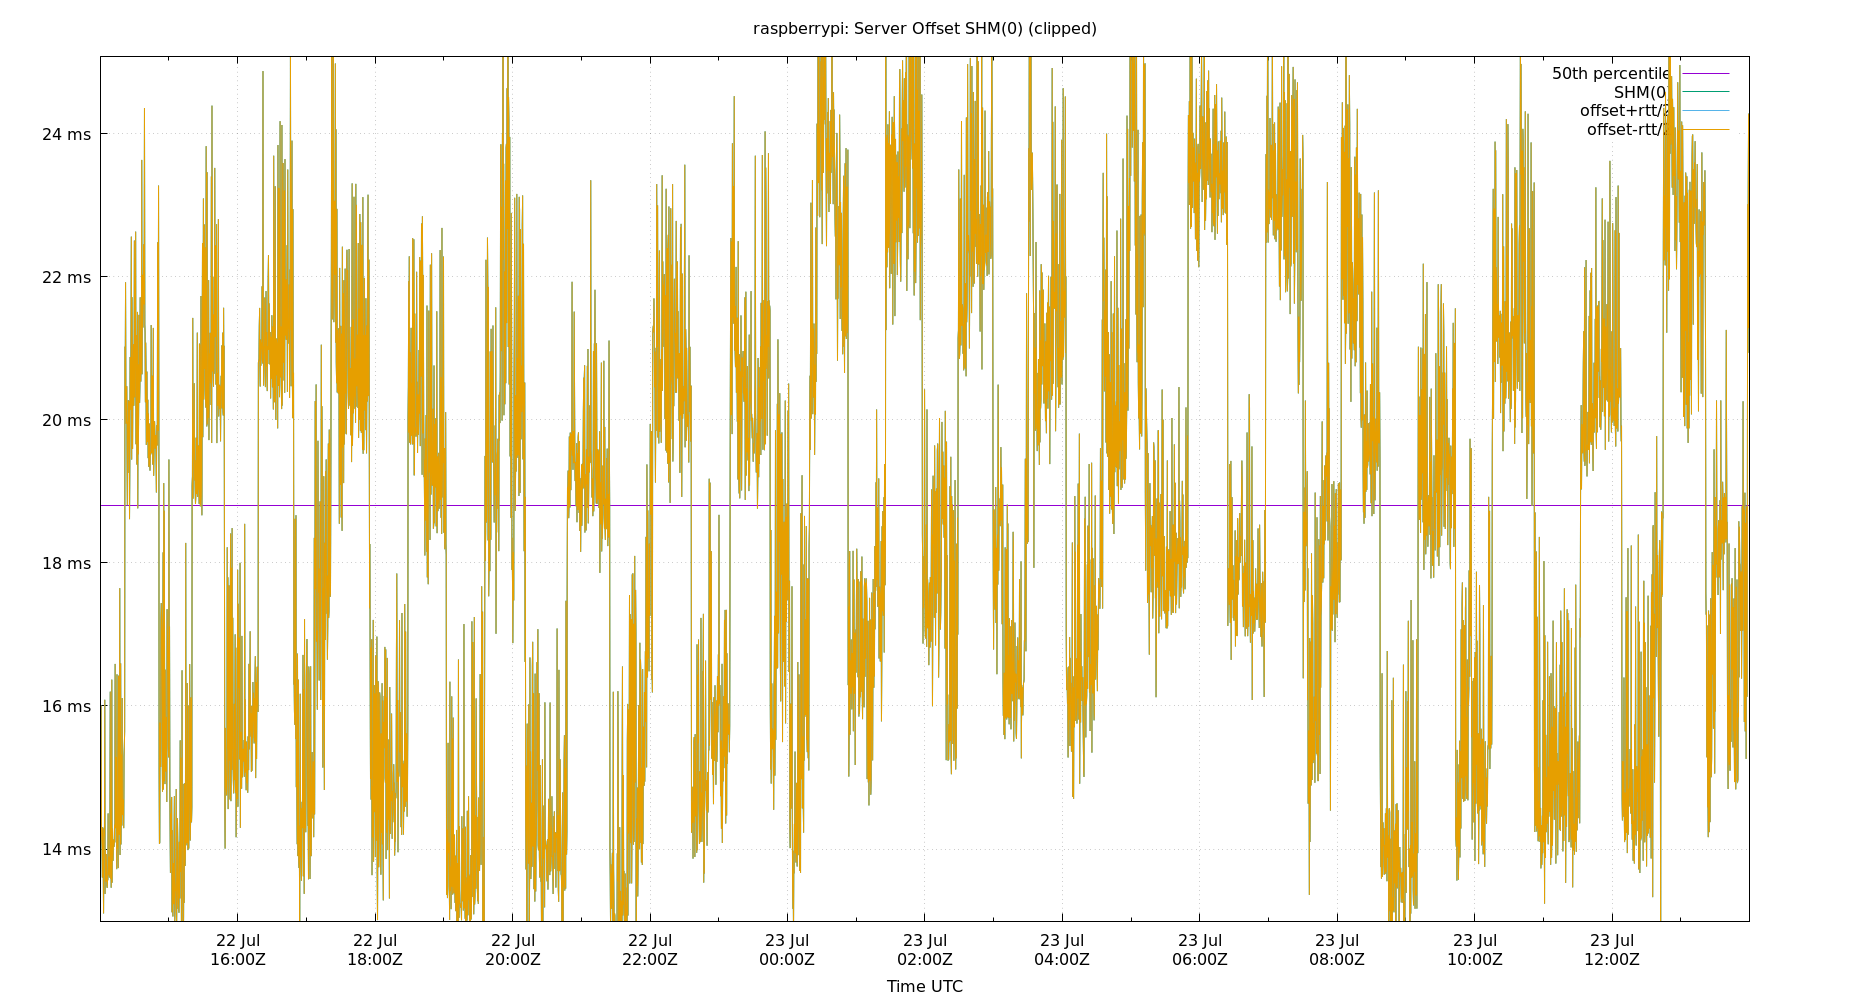 raspberrypi: Server Offset SHM(0) (clipped)
50th percentile
SHM(0)
offset+rtt/2
offset-rtt/2
24 ms
22 ms
20 ms
18 ms
16 ms
14 ms
22 Jul 22 Jul 22 Jul 22 Jul 23 Jul 23 Jul 23 Jul 23 Jul 23 Jul 23 Jul 23 Jul
16:00Z 18:00Z 20:00Z 22:00Z 00:00Z 02:00Z 04:00Z 06:00Z 08:00Z 10:00Z 12:00Z
Time UTC